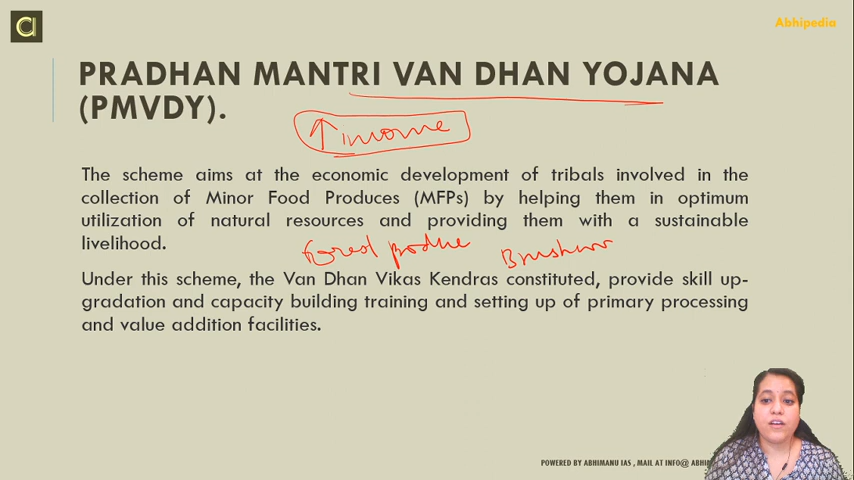 Abhipedia
PRADHAN MANTRI VAN DHAN YOJANA
(PMVDY).
↑ income
The scheme aims at the economic development of tribals involved in the
collection of Minor Food Produces (MFPs) by helping them in optimum
utilization of natural resources and providing them with a sustainable
livelihood.
forest produce
Under this scheme, the Van Dhan Vikas Kendras constituted, provide skill up-
gradation and capacity building training and setting up of primary processing
and value addition facilities.
POWERED BY ABHIMANU IAS , MAIL AT INFO@